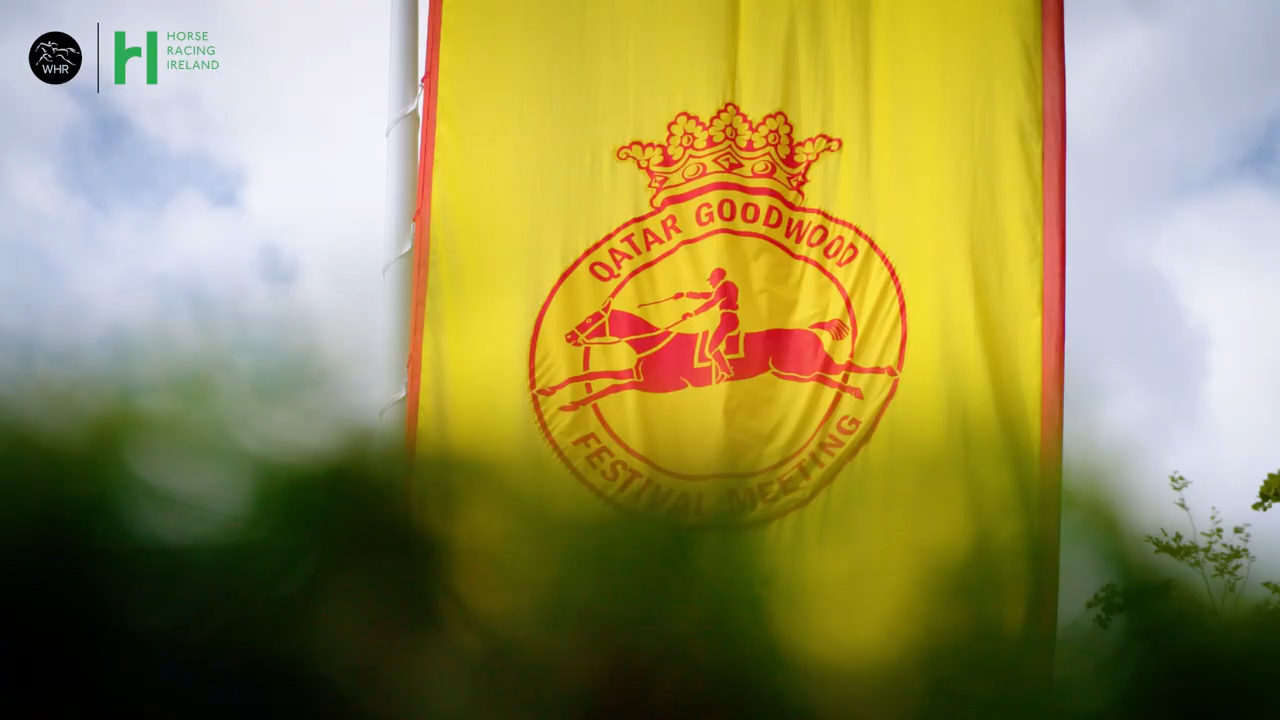 WHR
HORSE
RACING
IRELAND
QATAR GOODWOOD
FESTIVAL MEETING